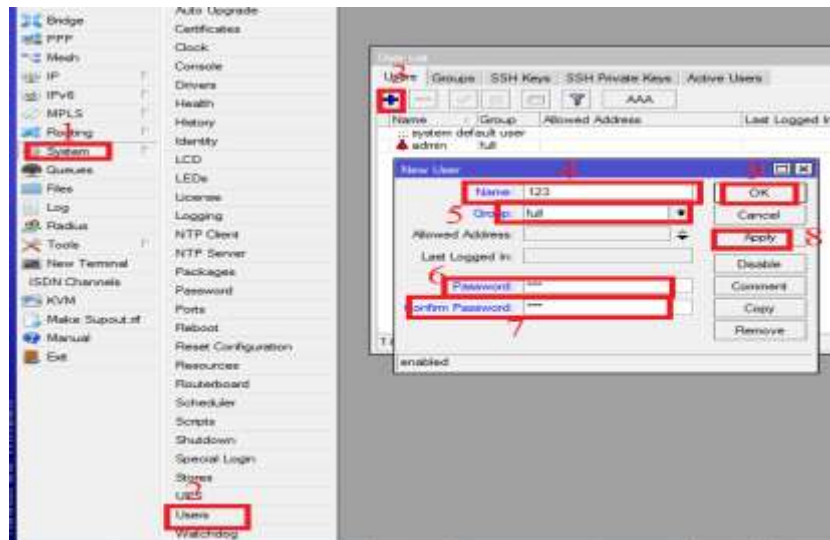 Bridge
PPP
Mesh
IP
IPv6
MPLS
Routing
1
System
Queues
Files
Log
Radius
Tools
New Terminal
ISDN Channels
KVM
Make Supout.rif
Manual
Exit
Auto Upgrade
Certificates
Clock
Console
Drivers
Health
History
Identity
LCD
LEDs
License
Logging
NTP Client
NTP Server
Packages
Password
Ports
Reboot
Reset Configuration
Resources
Routerboard
Scheduler
Scripts
Shutdown
Special Login
Stores
2
Users
Watchdog
User List
3
Users Groups SSH Keys SSH Private Keys Active Users
AAA
Name Group Allowed Address Last Logged In
;;; system default user
admin full
New User
4
Name: 123
5 Group: full
Allowed Address:
Last Logged In:
6
Password: ***
Confirm Password: ***
7
OK
Cancel
Apply 8
Disable
Comment
Copy
Remove
enabled